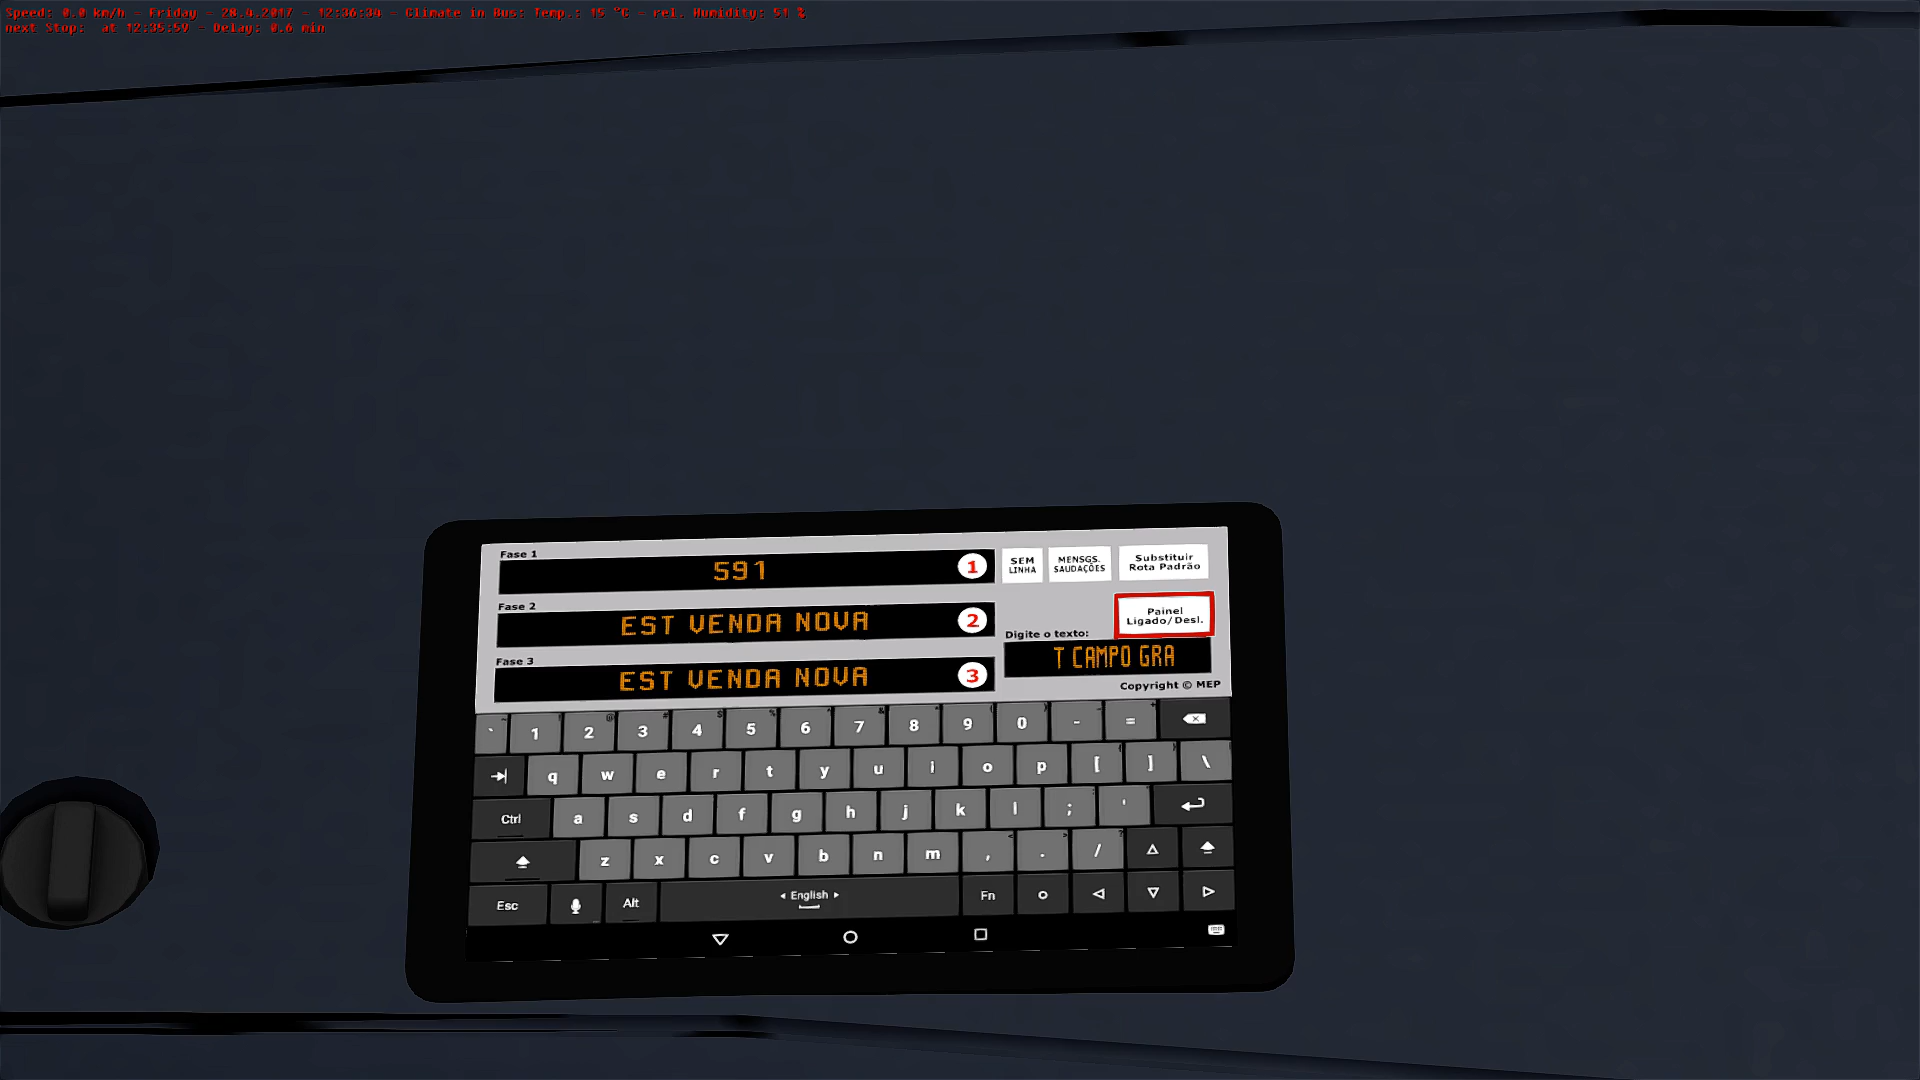 Speed: 0.0 km/h - Friday - 28.4.2017 - 12:36:34 - Climate in Bus: Temp.: 15 °C - rel. Humidity: 51 %
next Stop: at 12:35:59 - Delay: 0.6 min
Fase 1
591
1
SEM LINHA
MENSGS. SAUDAÇÕES
Substituir Rota Padrão
Fase 2
EST VENDA NOVA
2
Painel Ligado/Desl.
Digite o texto:
T CAMPO GRA
Fase 3
EST VENDA NOVA
3
Copyright © MEP
` 1 2 3 4 5 6 7 8 9 0 - =
q w e r t y u i o p [ ] \
Ctrl a s d f g h j k l ; '
z x c v b n m , . /
Esc Alt English Fn